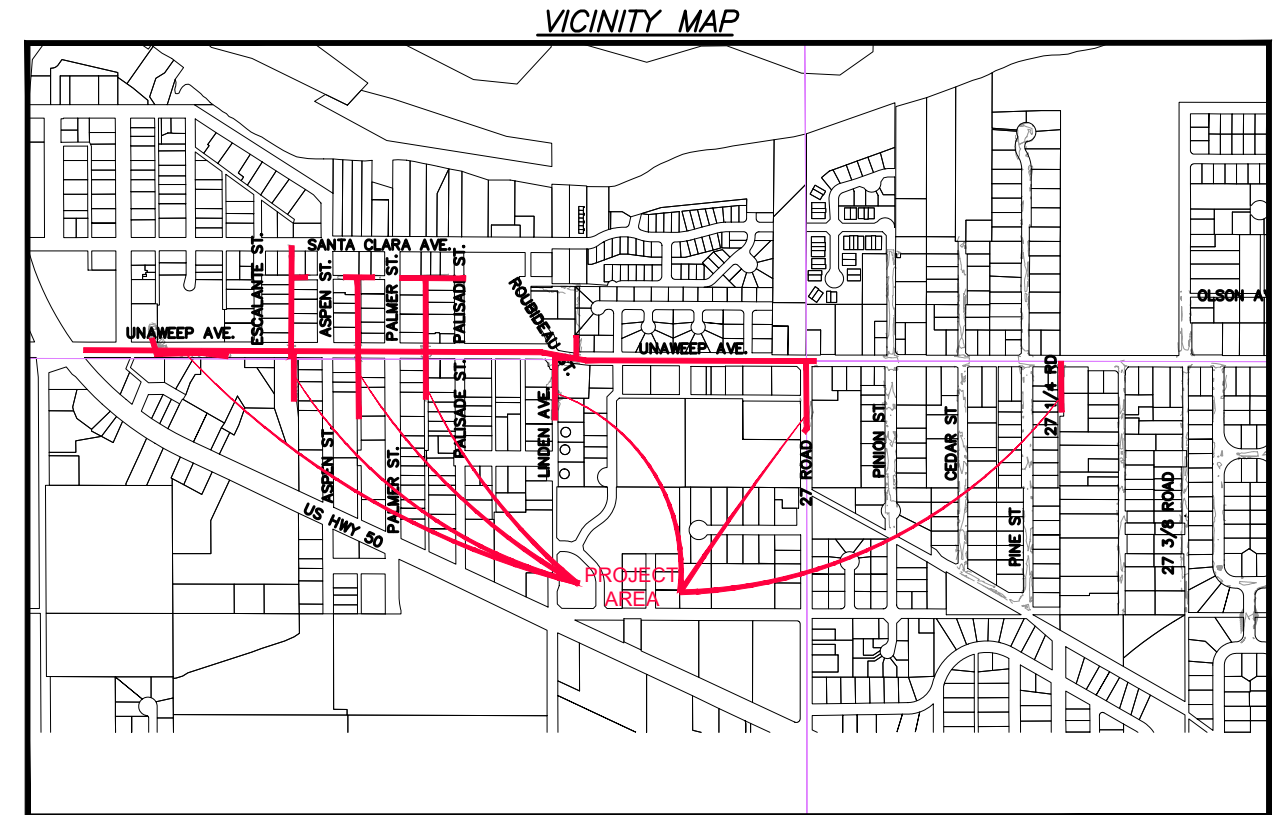 VICINITY MAP
SANTA CLARA AVE.
ESCALANTE ST.
ASPEN ST.
PALMER ST.
PALISADE ST.
ROUBIDEAU ST.
OLSON AV
UNAWEEP AVE.
UNAWEEP AVE.
27 1/4 RD
PALISADE ST.
LINDEN AVE.
ASPEN ST.
PALMER ST.
27 ROAD
PINION ST
CEDAR ST
PINE ST
27 3/8 ROAD
US HWY 50
PROJECT
AREA